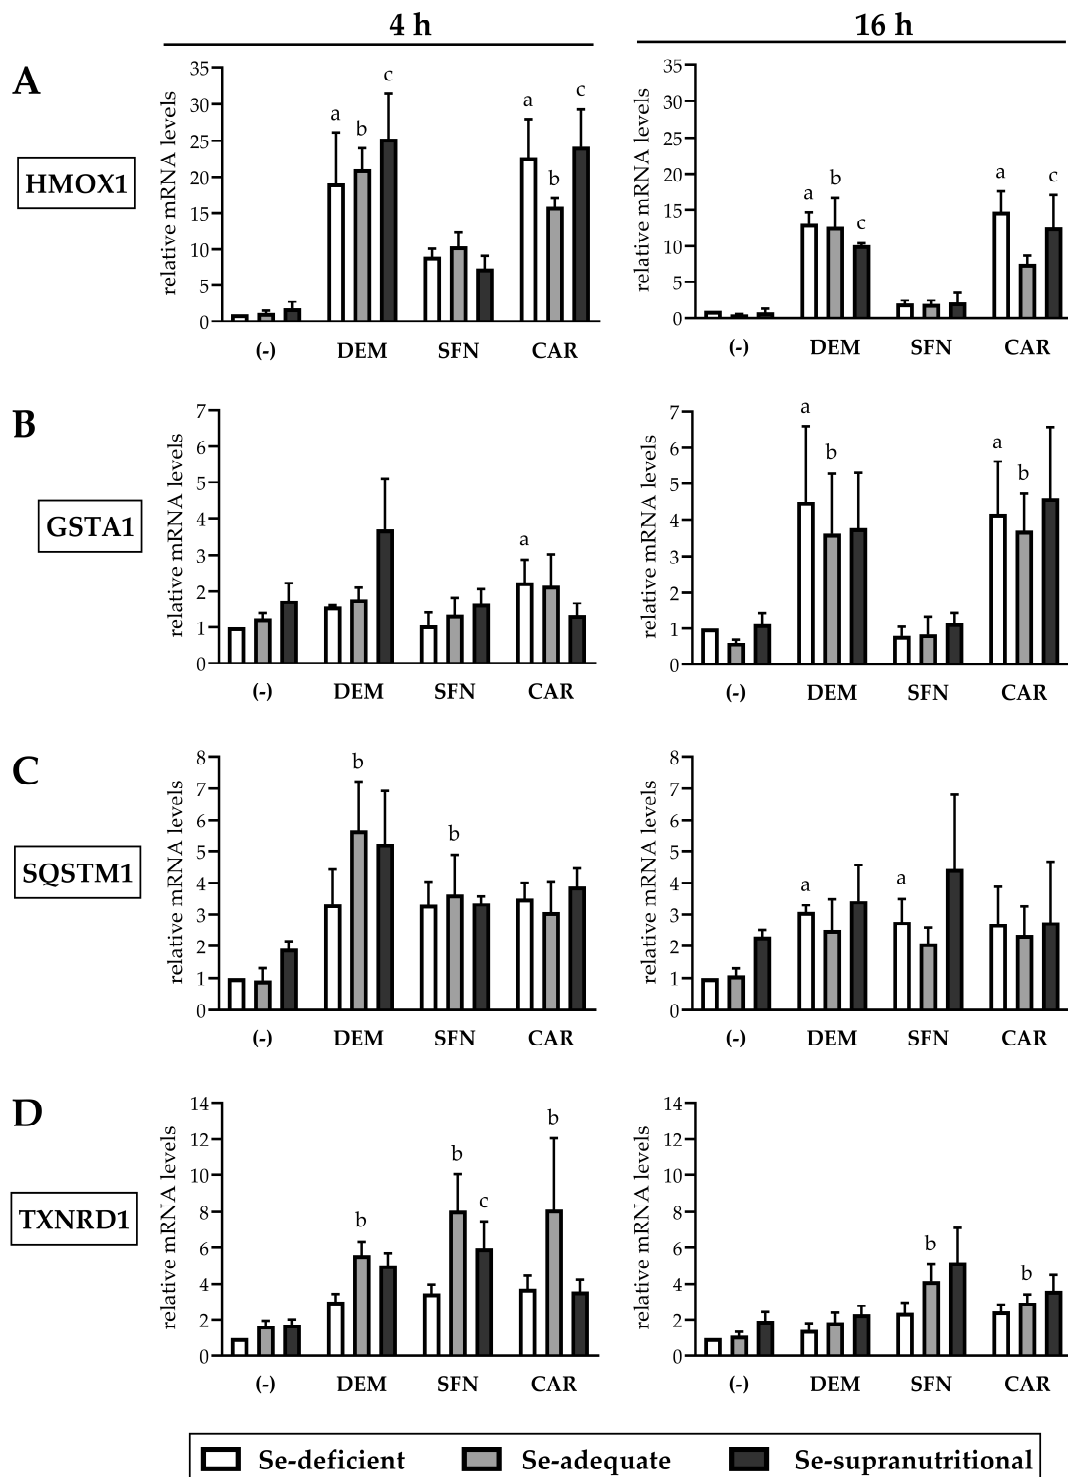 4 h
16 h
A
HMOX1
relative mRNA levels
35
30
25
20
15
10
5
0
a
b
c
a
b
c
(-)
DEM
SFN
CAR
relative mRNA levels
35
30
25
20
15
10
5
0
a
b
c
a
c
(-)
DEM
SFN
CAR
B
GSTA1
relative mRNA levels
7
6
5
4
3
2
1
0
a
(-)
DEM
SFN
CAR
relative mRNA levels
7
6
5
4
3
2
1
0
a
b
a
b
(-)
DEM
SFN
CAR
C
SQSTM1
relative mRNA levels
8
7
6
5
4
3
2
1
0
b
b
(-)
DEM
SFN
CAR
relative mRNA levels
8
7
6
5
4
3
2
1
0
a
a
(-)
DEM
SFN
CAR
D
TXNRD1
relative mRNA levels
14
12
10
8
6
4
2
0
b
b
c
b
(-)
DEM
SFN
CAR
relative mRNA levels
14
12
10
8
6
4
2
0
b
b
(-)
DEM
SFN
CAR
Se-deficient
Se-adequate
Se-supranutritional